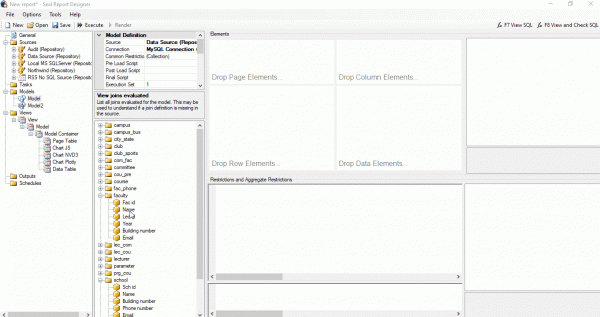 New report* - Seal Report Designer
File Options Tools Help
New Open Save Execute Render
F7 View SQL F8 View and Check SQL
General
Sources
Audit (Repository)
Data Source (Repository)
Local MS SQLServer (Reposito
Northwind (Repository)
RSS No SQL Source (Repositor
Tasks
Models
Model
Model2
Views
View
Model
Model Container
Page Table
Chart JS
Chart NVD3
Chart Plotly
Data Table
Outputs
Schedules
Model Definition
Source Data Source (Repos
Connection MySQL Connection (
Common Restrictio (Collection)
Pre Load Script
Post Load Script
Final Script
Execution Set 1
View joins evaluated
List all joins evaluated for the model. This may be
used to understand if a join definition is missing in
the source.
campus
campus_bus
city_state
club
club_sports
com_fac
committee
cou_pre
course
fac_phone
faculty
Fac id
Name
Year
Building number
Email
lec_com
lec_cou
lecturer
parameter
prg_cou
school
Sch id
Name
Building number
Phone number
Email
Elements
Drop Page Elements...
Drop Column Elements...
Drop Row Elements...
Drop Data Elements...
Restrictions and Aggregate Restrictions